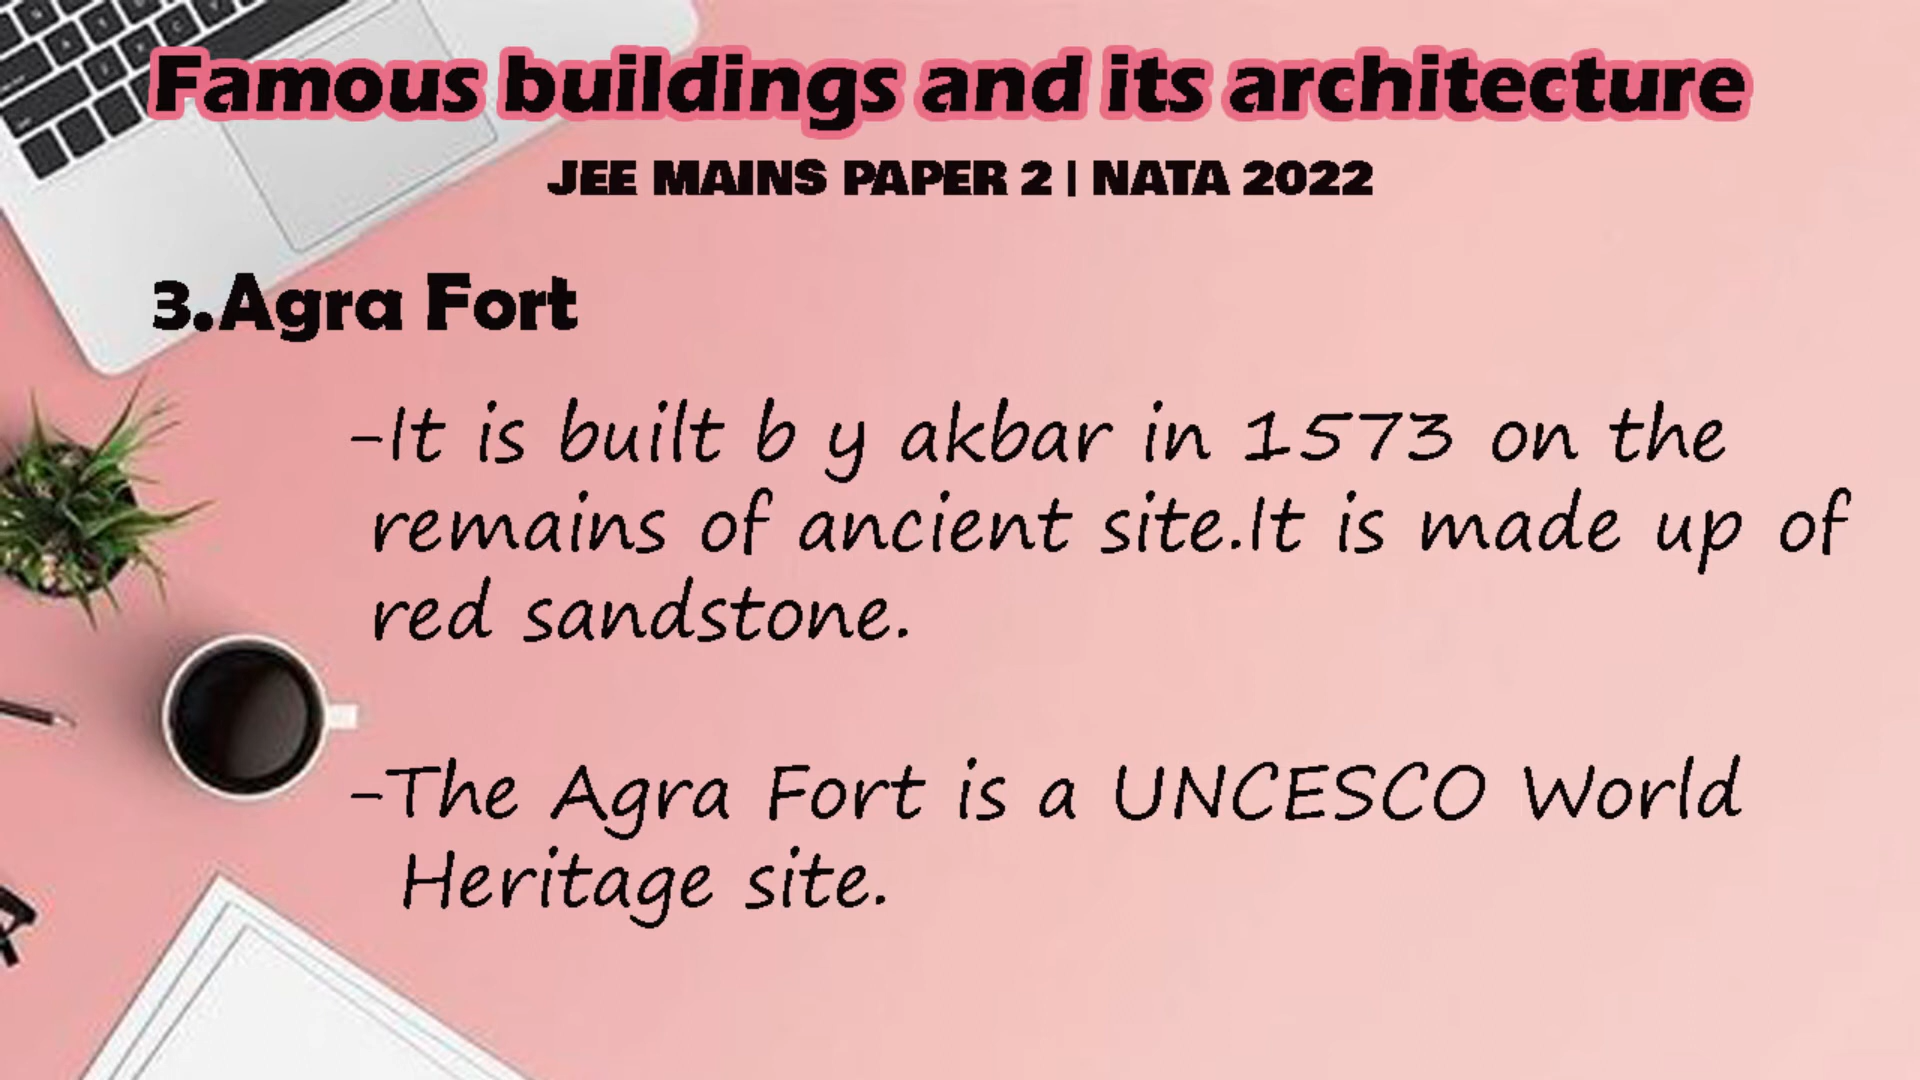 Famous buildings and its architecture
JEE MAINS PAPER 2 | NATA 2022
3.Agra Fort
-It is built b y akbar in 1573 on the
remains of ancient site.It is made up of
red sandstone.
-The Agra Fort is a UNCESCO World
Heritage site.